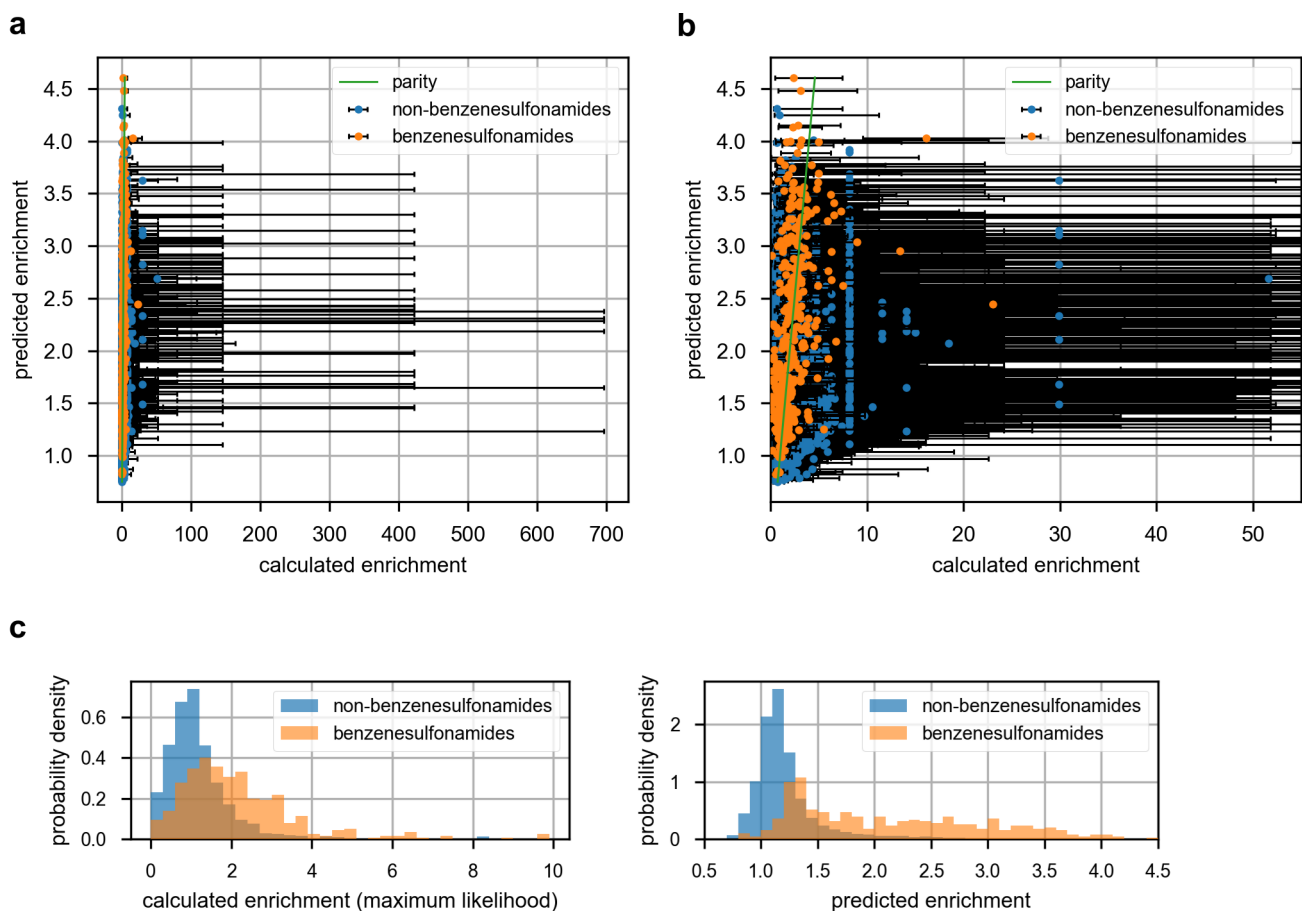 a
b
4.5
4.0
3.5
3.0
2.5
2.0
1.5
1.0
predicted enrichment
parity
non-benzenesulfonamides
benzenesulfonamides
0 100 200 300 400 500 600 700
calculated enrichment
4.5
4.0
3.5
3.0
2.5
2.0
1.5
1.0
predicted enrichment
parity
non-benzenesulfonamides
benzenesulfonamides
0 10 20 30 40 50
calculated enrichment
c
probability density
0.6
0.4
0.2
0.0
non-benzenesulfonamides
benzenesulfonamides
0 2 4 6 8 10
calculated enrichment (maximum likelihood)
probability density
2
1
0
non-benzenesulfonamides
benzenesulfonamides
0.5 1.0 1.5 2.0 2.5 3.0 3.5 4.0 4.5
predicted enrichment